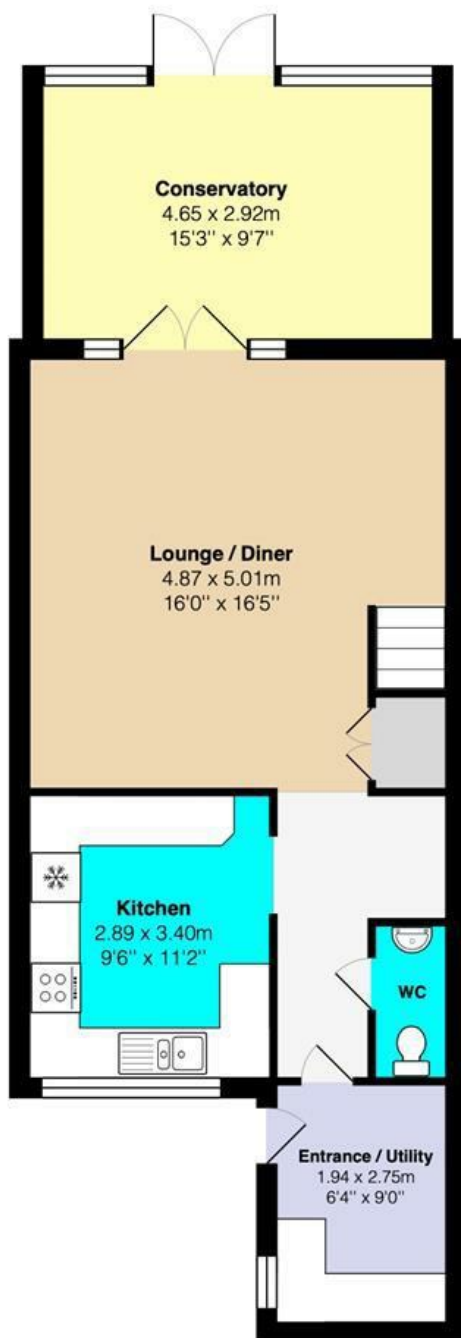 Conservatory
4.65 x 2.92m
15'3" x 9'7"
Lounge / Diner
4.87 x 5.01m
16'0" x 16'5"
Kitchen
2.89 x 3.40m
9'6" x 11'2"
WC
Entrance / Utility
1.94 x 2.75m
6'4" x 9'0"